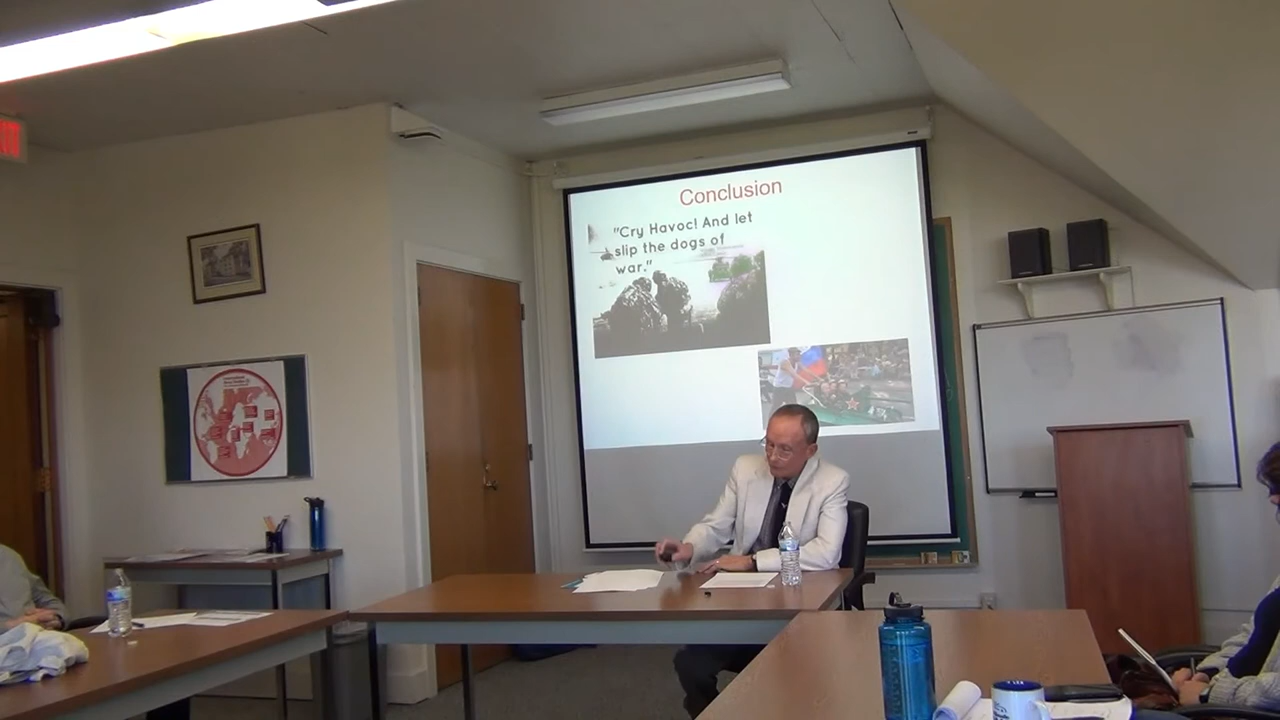 Conclusion
"Cry Havoc! And let
slip the dogs of
war."